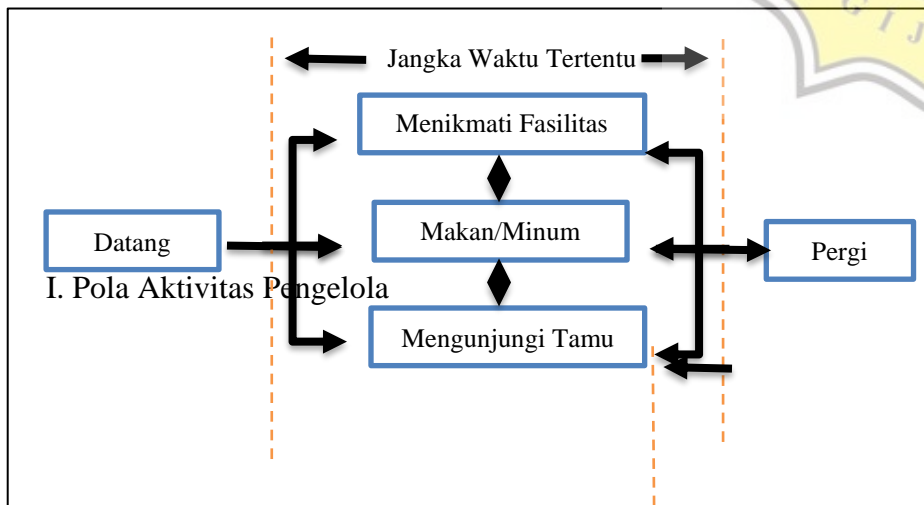 Jangka Waktu Tertentu
Menikmati Fasilitas
Datang
Makan/Minum
Pergi
I. Pola Aktivitas Pengelola
Mengunjungi Tamu